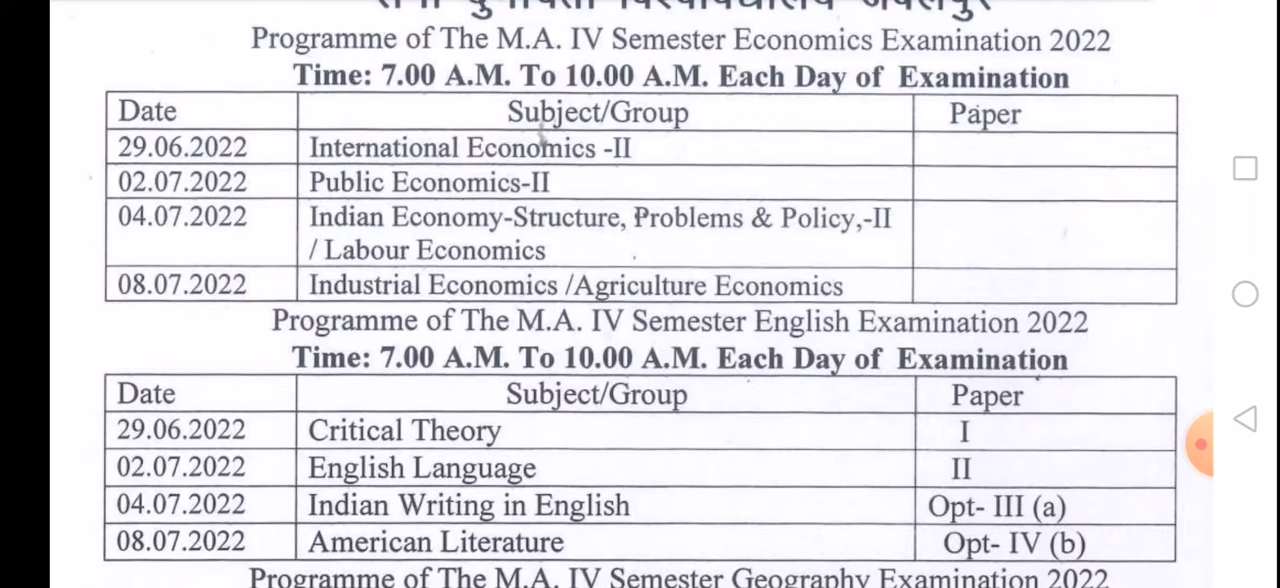 रानी दुर्गावती विश्वविद्यालय जबलपुर
Programme of The M.A. IV Semester Economics Examination 2022
Time: 7.00 A.M. To 10.00 A.M. Each Day of Examination
Date Subject/Group Paper
29.06.2022 International Economics -II
02.07.2022 Public Economics-II
04.07.2022 Indian Economy-Structure, Problems & Policy,-II
/ Labour Economics
08.07.2022 Industrial Economics /Agriculture Economics
Programme of The M.A. IV Semester English Examination 2022
Time: 7.00 A.M. To 10.00 A.M. Each Day of Examination
Date Subject/Group Paper
29.06.2022 Critical Theory I
02.07.2022 English Language II
04.07.2022 Indian Writing in English Opt- III (a)
08.07.2022 American Literature Opt- IV (b)
Programme of The M.A. IV Semester Geography Examination 2022